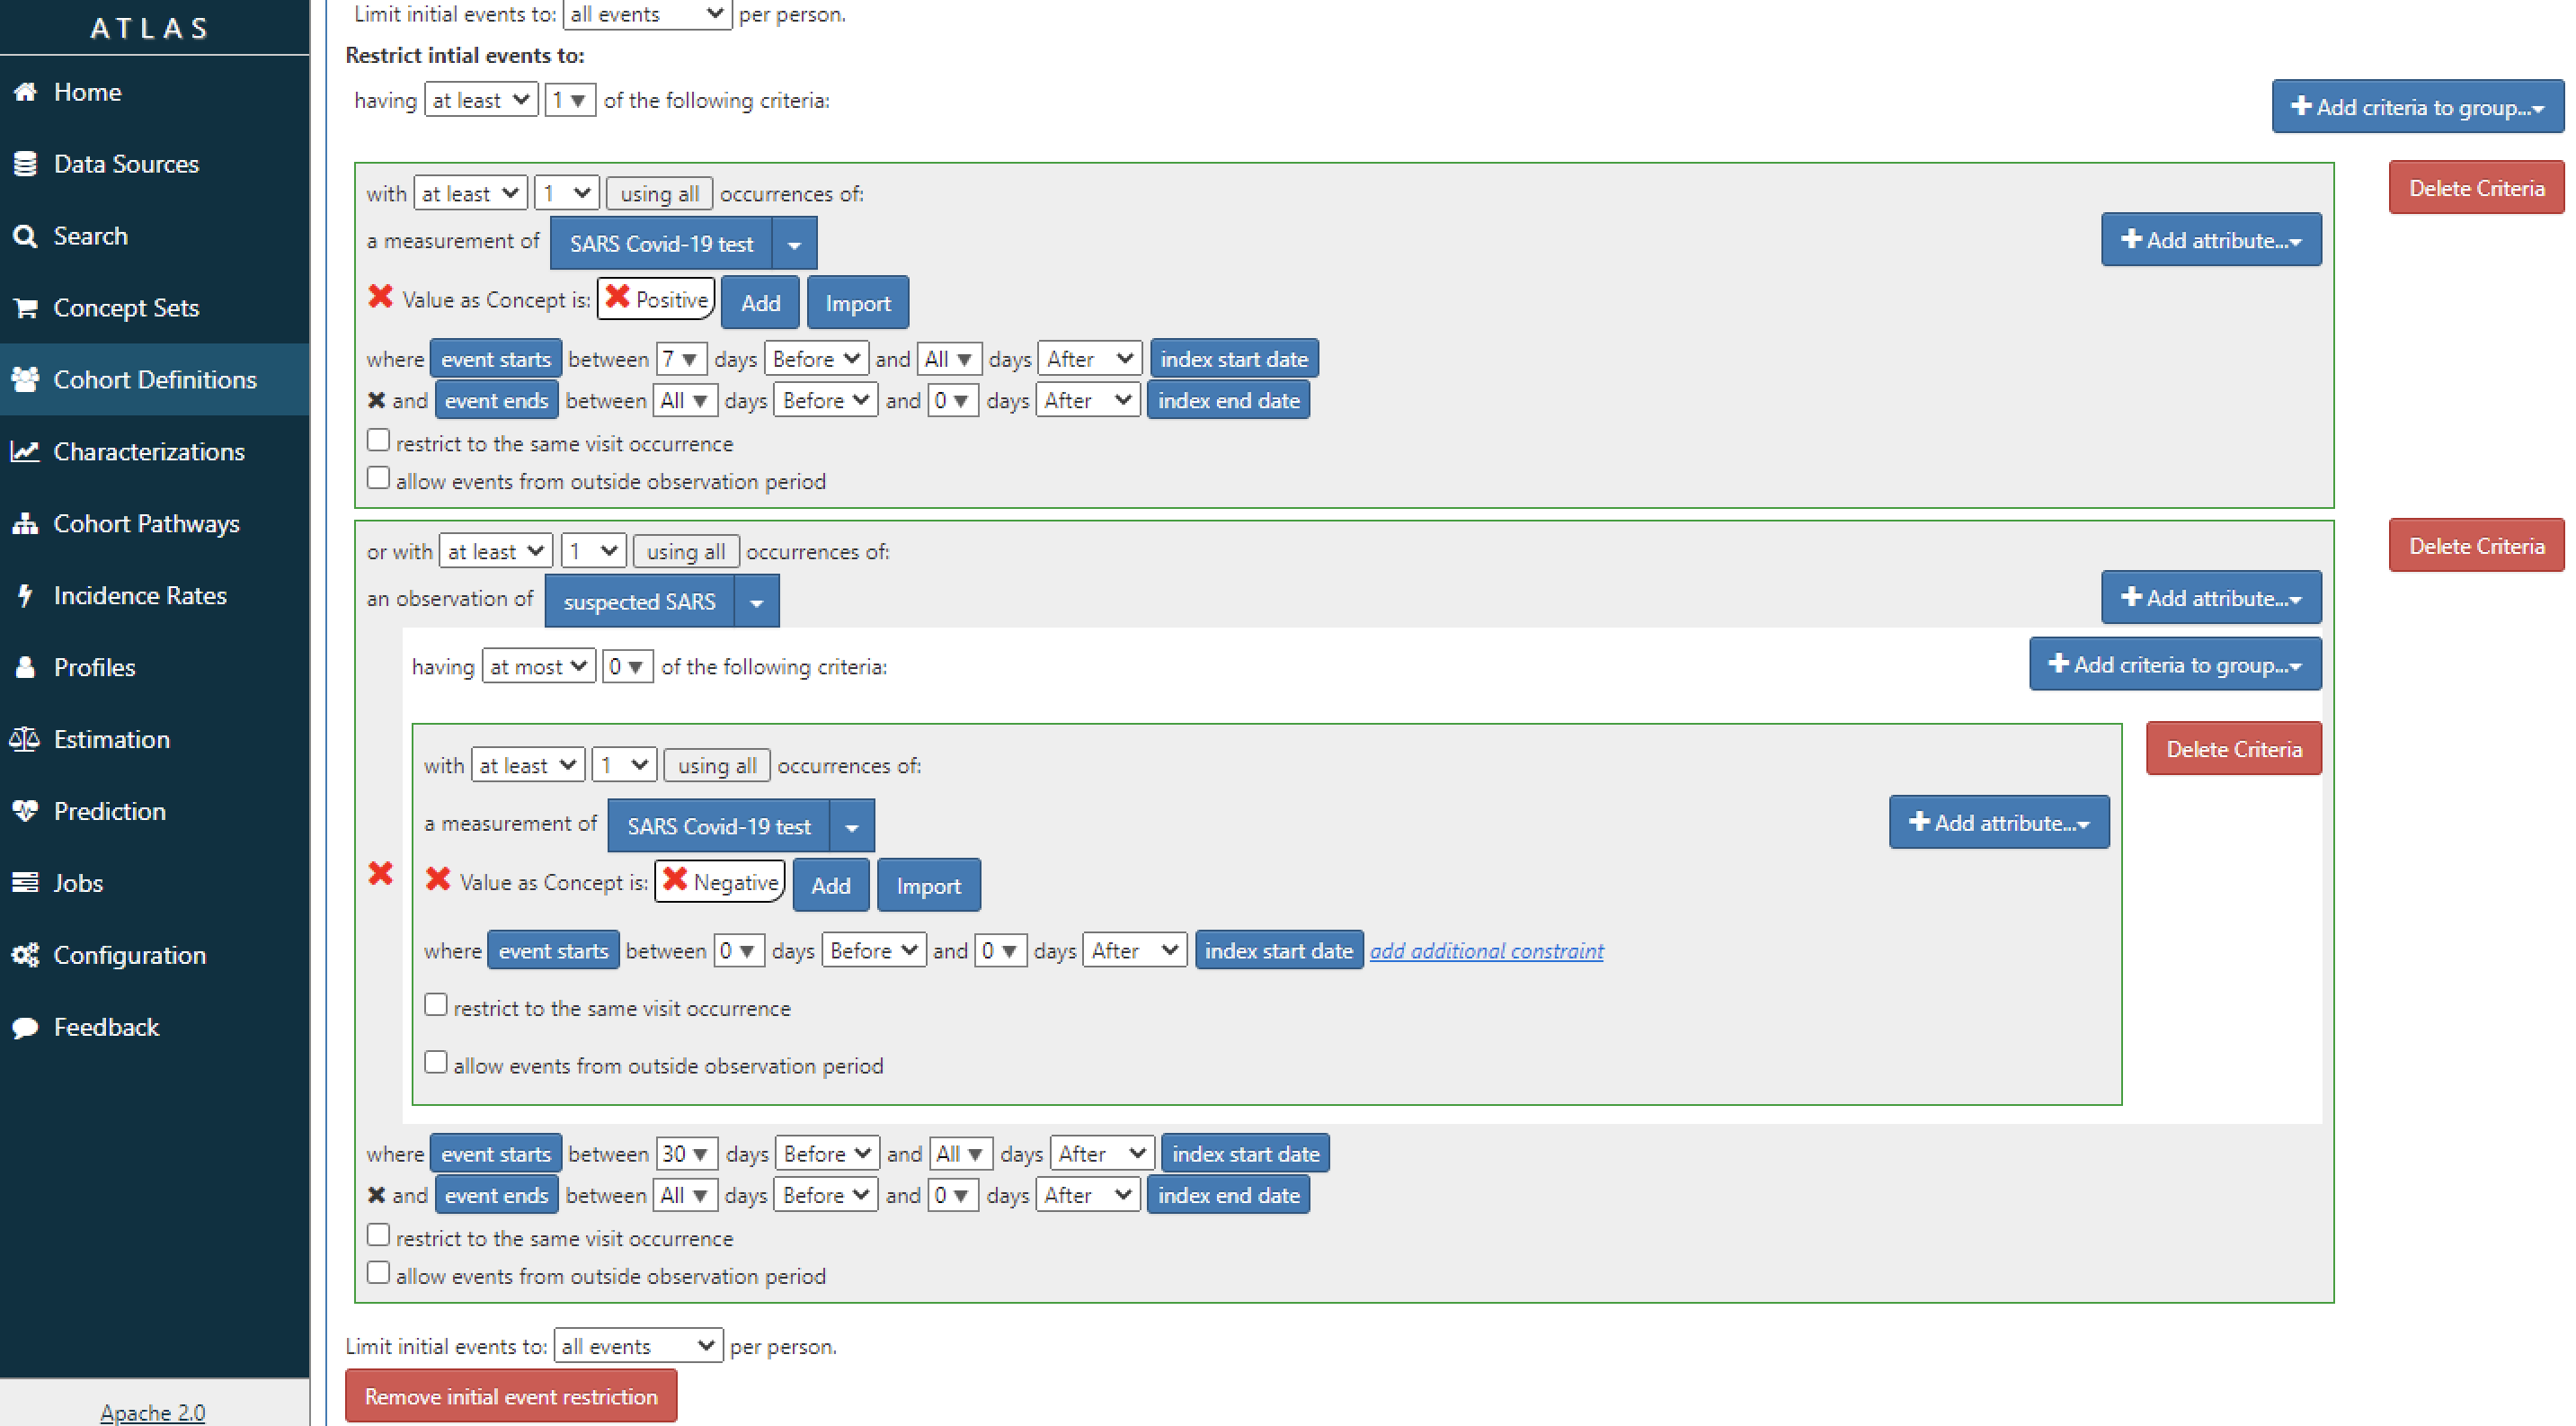 ATLAS
Home
Data Sources
Search
Concept Sets
Cohort Definitions
Characterizations
Cohort Pathways
Incidence Rates
Profiles
Estimation
Prediction
Jobs
Configuration
Feedback
Apache 2.0
Limit initial events to: all events per person.
Restrict intial events to:
having at least 1 of the following criteria:
Add criteria to group...
with at least 1 using all occurrences of:
Delete Criteria
a measurement of SARS Covid-19 test
Add attribute...
Value as Concept is: Positive Add Import
where event starts between 7 days Before and All days After index start date
and event ends between All days Before and 0 days After index end date
restrict to the same visit occurrence
allow events from outside observation period
or with at least 1 using all occurrences of:
Delete Criteria
an observation of suspected SARS
Add attribute...
having at most 0 of the following criteria:
Add criteria to group...
with at least 1 using all occurrences of:
Delete Criteria
a measurement of SARS Covid-19 test
Add attribute...
Value as Concept is: Negative Add Import
where event starts between 0 days Before and 0 days After index start date add additional constraint
restrict to the same visit occurrence
allow events from outside observation period
where event starts between 30 days Before and All days After index start date
and event ends between All days Before and 0 days After index end date
restrict to the same visit occurrence
allow events from outside observation period
Limit initial events to: all events per person.
Remove initial event restriction